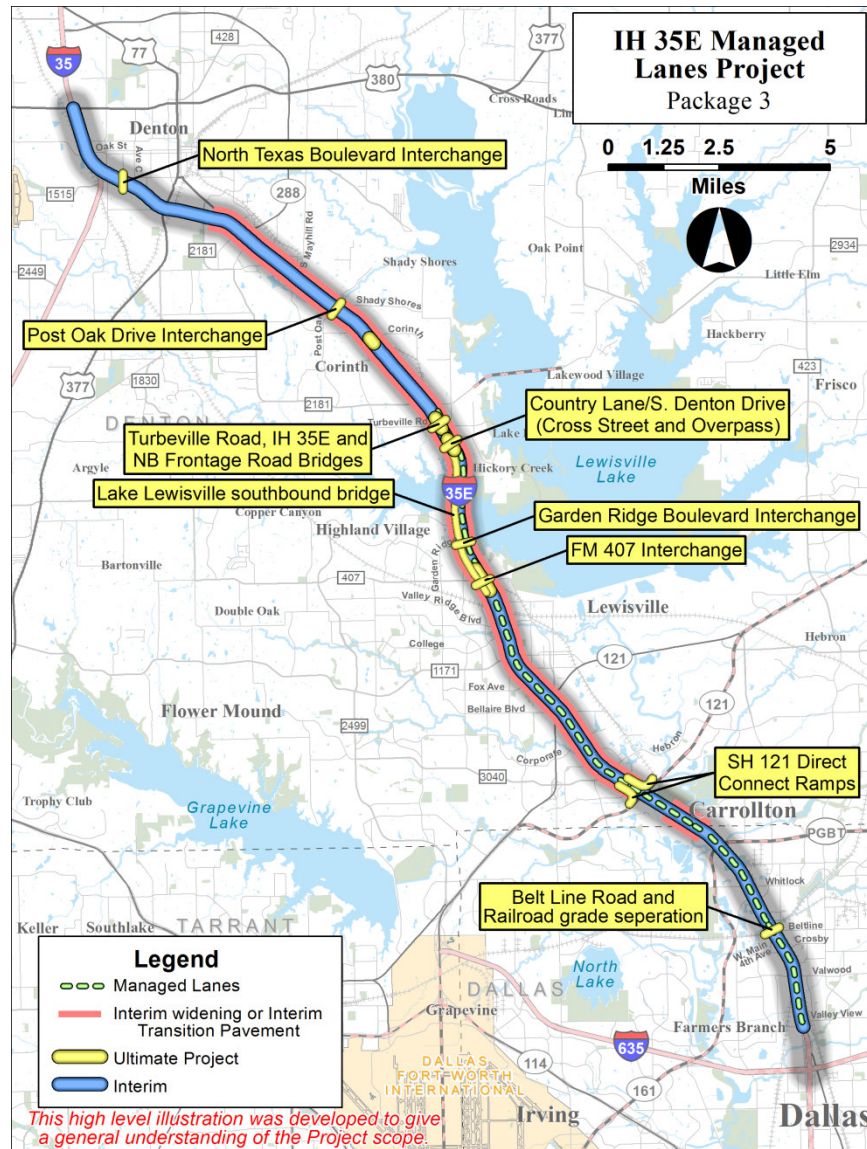 IH 35E Managed
Lanes Project
Package 3
0 1.25 2.5 5
Miles
35
77
428
377
380
Cross Roads
Denton
Oak St
Ave C
North Texas Boulevard Interchange
1515
288
2181
S Mayhill Rd
Oak Point
2934
2449
Shady Shores
Little Elm
Shady Shores
Post Oak Drive Interchange
Corinth
Hackberry
Corinth
377
1830
Lakewood Village
423
Frisco
2181
DENTON
Turbeville Rd
Country Lane/S. Denton Drive
(Cross Street and Overpass)
Turbeville Road, IH 35E and
NB Frontage Road Bridges
Argyle
Hickory Creek
Lewisville
Lake
Lake Lewisville southbound bridge
35E
Copper Canyon
Highland Village
Garden Ridge Boulevard Interchange
Garden Ridge
FM 407 Interchange
Bartonville
407
Valley Ridge Blvd
Double Oak
Lewisville
College
Hebron
121
1171
Fox Ave
Flower Mound
Bellaire Blvd
121
2499
Hebron
Corporate
3040
SH 121 Direct
Connect Ramps
Trophy Club
Grapevine
Lake
Carrollton
PGBT
Whitlock
Belt Line Road and
Railroad grade seperation
Keller
Southlake
TARRANT
Beltline
Crosby
W. Main
4th Ave
Valwood
North
Lake
DALLAS
Valley View
Grapevine
Farmers Branch
635
114
DALLAS
FORT WORTH
INTERNATIONAL
161
Irving
Dallas
Legend
Managed Lanes
Interim widening or Interim
Transition Pavement
Ultimate Project
Interim
This high level illustration was developed to give
a general understanding of the Project scope.